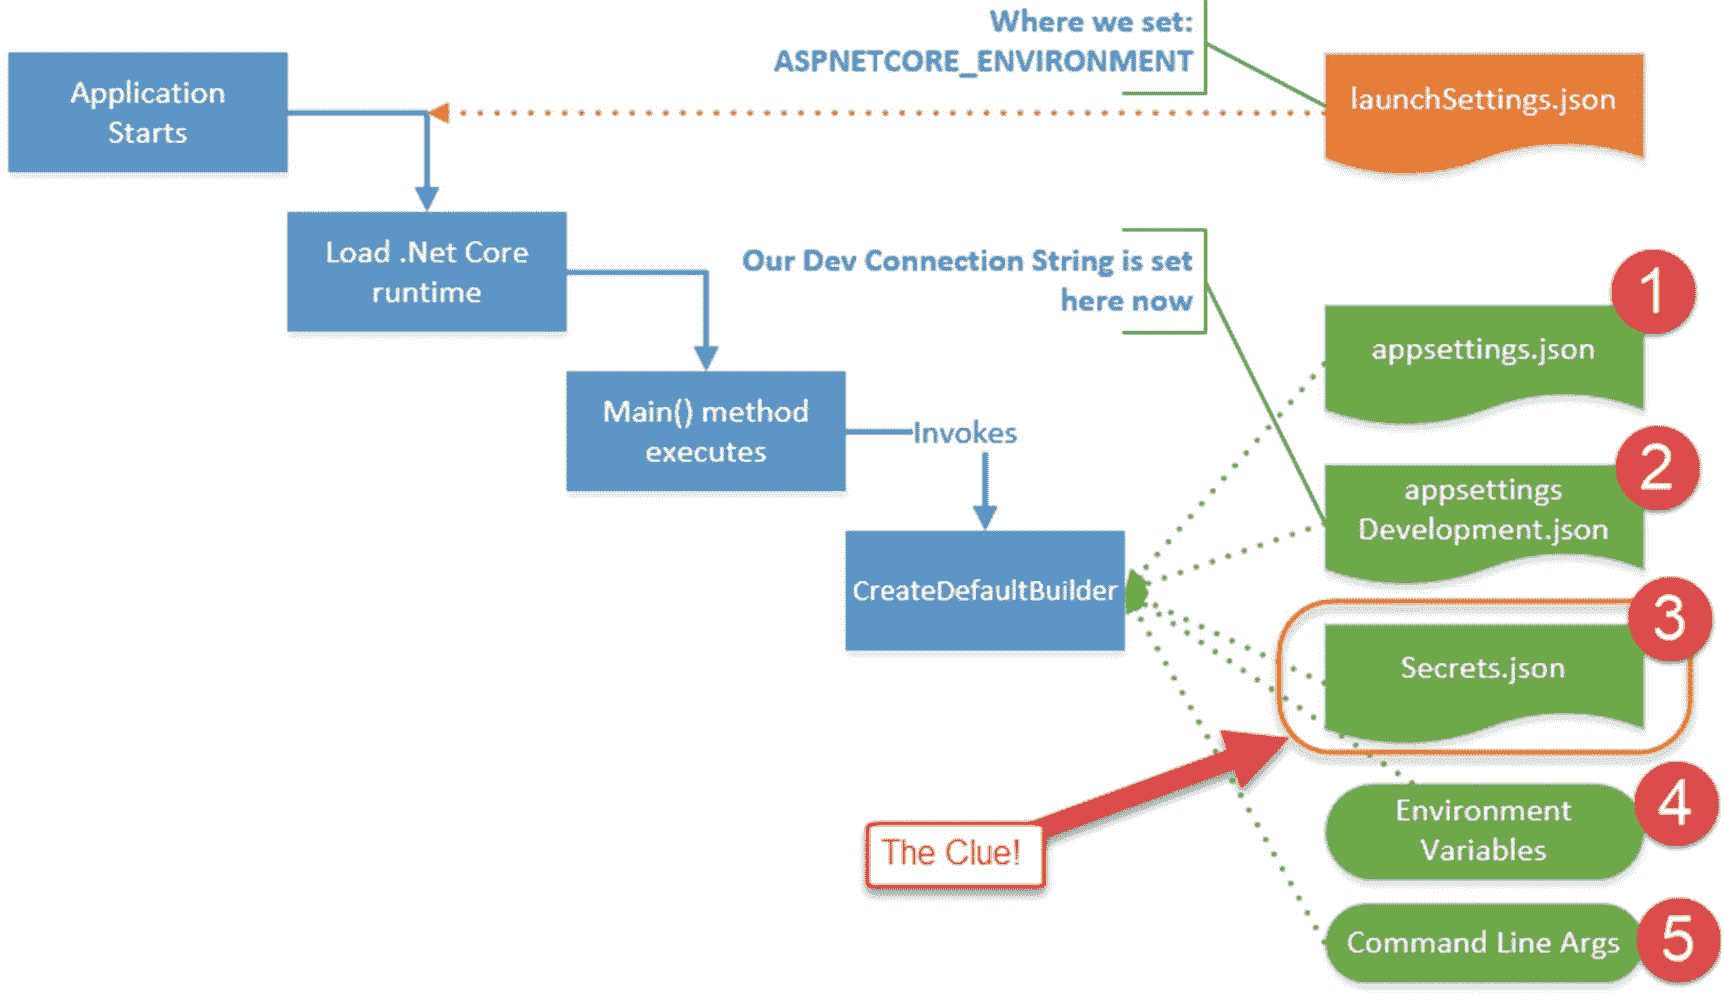 Where we set:
ASPNETCORE_ENVIRONMENT
launchSettings.json
Application
Starts
Load .Net Core
runtime
Our Dev Connection String is set
here now
1
appsettings.json
Main() method
executes
Invokes
2
appsettings
Development.json
CreateDefaultBuilder
3
Secrets.json
The Clue!
4
Environment
Variables
5
Command Line Args